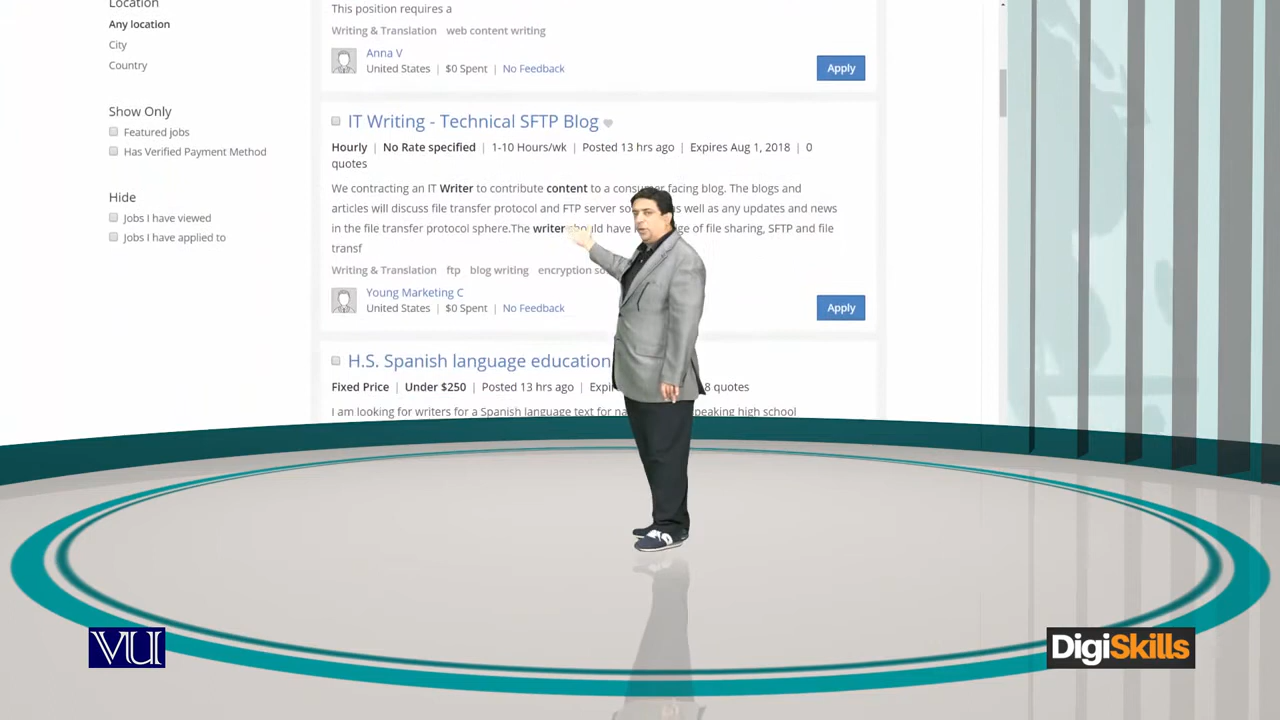 Location
Any location
City
Country
Show Only
Featured jobs
Has Verified Payment Method
Hide
Jobs I have viewed
Jobs I have applied to
This position requires a
Writing & Translation web content writing
Anna V
United States | $0 Spent | No Feedback
Apply
IT Writing - Technical SFTP Blog
Hourly | No Rate specified | 1-10 Hours/wk | Posted 13 hrs ago | Expires Aug 1, 2018 | 0
quotes
We contracting an IT Writer to contribute content to a consumer facing blog. The blogs and
articles will discuss file transfer protocol and FTP server as well as any updates and news
in the file transfer protocol sphere.The writer should have of file sharing, SFTP and file
transf
Writing & Translation ftp blog writing encryption
Young Marketing C
United States | $0 Spent | No Feedback
Apply
H.S. Spanish language education
Fixed Price | Under $250 | Posted 13 hrs ago | 8 quotes
I am looking for writers for a Spanish language text for high school
VU
DigiSkills